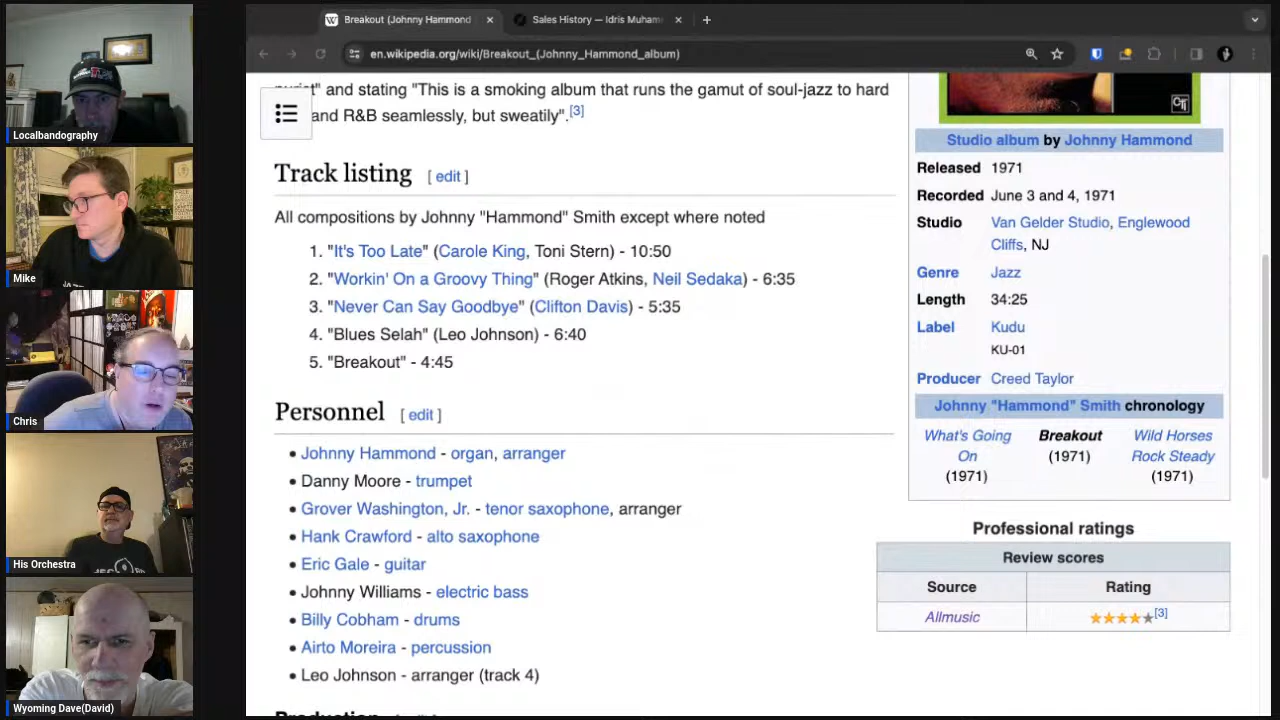 Breakout (Johnny Hammond
Sales History — Idris Muham
en.wikipedia.org/wiki/Breakout_(Johnny_Hammond_album)
purist" and stating "This is a smoking album that runs the gamut of soul-jazz to hard
and R&B seamlessly, but sweatily".[3]
Track listing [ edit ]
All compositions by Johnny "Hammond" Smith except where noted
1. "It's Too Late" (Carole King, Toni Stern) - 10:50
2. "Workin' On a Groovy Thing" (Roger Atkins, Neil Sedaka) - 6:35
3. "Never Can Say Goodbye" (Clifton Davis) - 5:35
4. "Blues Selah" (Leo Johnson) - 6:40
5. "Breakout" - 4:45
Personnel [ edit ]
Johnny Hammond - organ, arranger
Danny Moore - trumpet
Grover Washington, Jr. - tenor saxophone, arranger
Hank Crawford - alto saxophone
Eric Gale - guitar
Johnny Williams - electric bass
Billy Cobham - drums
Airto Moreira - percussion
Leo Johnson - arranger (track 4)
CTi
Studio album by Johnny Hammond
Released 1971
Recorded June 3 and 4, 1971
Studio Van Gelder Studio, Englewood
Cliffs, NJ
Genre Jazz
Length 34:25
Label Kudu
KU-01
Producer Creed Taylor
Johnny "Hammond" Smith chronology
What's Going On (1971)
Breakout (1971)
Wild Horses Rock Steady (1971)
Professional ratings
Review scores
Source Rating
Allmusic [3]
Localbandography
Mike
Chris
His Orchestra
Wyoming Dave(David)